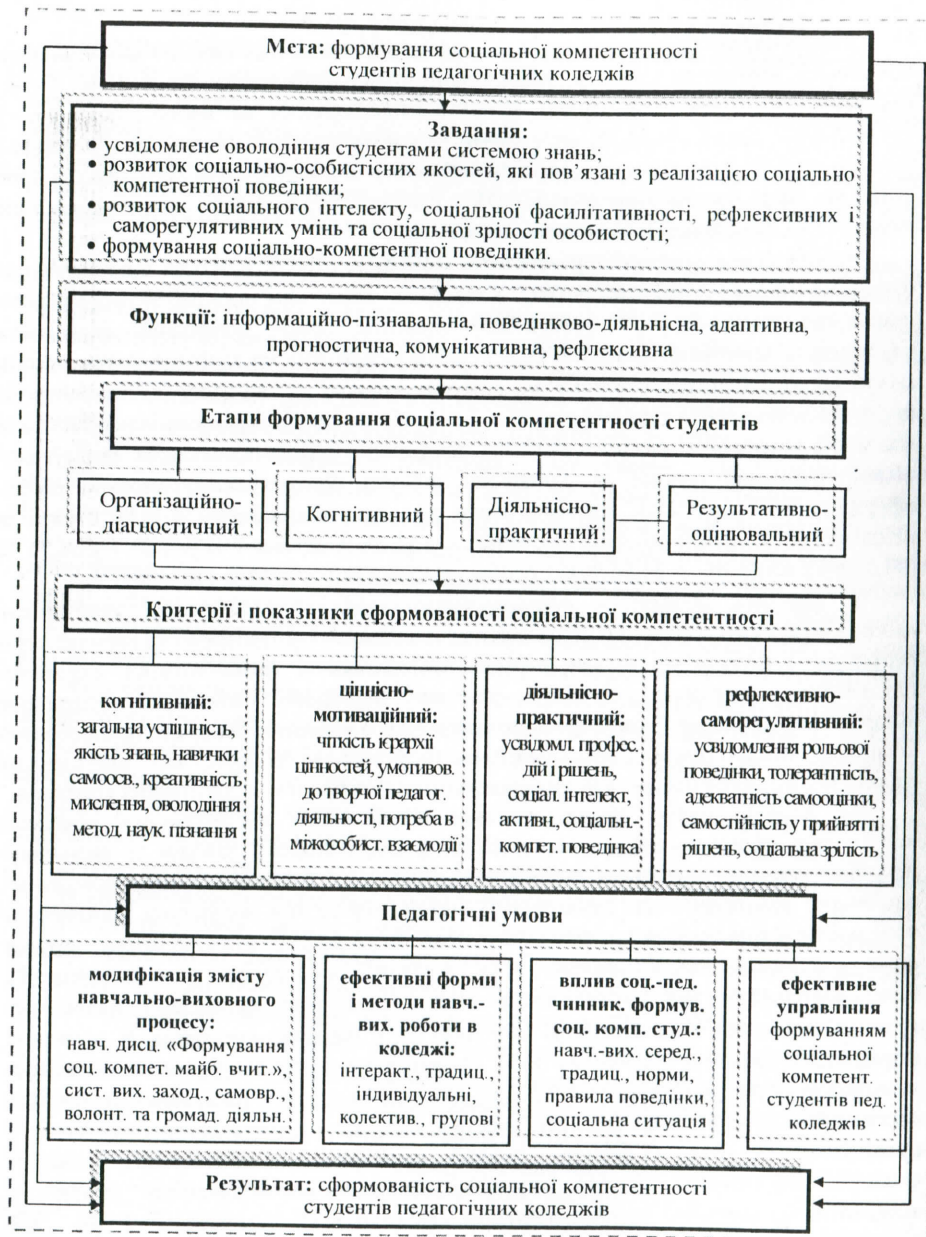 Мета: формування соціальної компетентності
студентів педагогічних коледжів
Завдання:
• усвідомлене оволодіння студентами системою знань;
• розвиток соціально-особистісних якостей, які пов’язані з реалізацією соціально
компетентної поведінки;
• розвиток соціального інтелекту, соціальної фасилітативності, рефлексивних і
саморегулятивних умінь та соціальної зрілості особистості;
• формування соціально-компетентної поведінки.
Функції: інформаційно-пізнавальна, поведінково-діяльнісна, адаптивна,
прогностична, комунікативна, рефлексивна
Етапи формування соціальної компетентності студентів
Організаційно-
діагностичний
Когнітивний
Діяльнісно-
практичний
Результативно-
оцінювальний
Критерії і показники сформованості соціальної компетентності
когнітивний:
загальна успішність,
якість знань, навички
самоосв., креативність
мислення, оволодіння
метод. наук. пізнання
ціннісно-
мотиваційний:
чіткість ієрархії
цінностей, умотивов.
до творчої педагог.
діяльності, потреба в
міжособист. взаємодії
діяльнісно-
практичний:
усвідомл. профес.
дій і рішень,
соціал. інтелект,
активн., соціальн.-
компет. поведінка
рефлексивно-
саморегулятивний:
усвідомлення рольової
поведінки, толерантність,
адекватність самооцінки,
самостійність у прийнятті
рішень, соціальна зрілість
Педагогічні умови
модифікація змісту
навчально-виховного
процесу:
навч. дисц. «Формування
соц. компет. майб. вчит.»,
сист. вих. заход., самовр.,
волонт. та громад. діяльн.
ефективні форми
і методи навч.-
вих. роботи в
коледжі:
інтеракт., традиц.,
індивідуальні,
колектив., групові
вплив соц.-пед.
чинник. формув.
соц. комп. студ.:
навч.-вих. серед.,
традиц., норми,
правила поведінки,
соціальна ситуація
ефективне
управління
формуванням
соціальної
компетент.
студентів пед.
коледжів
Результат: сформованість соціальної компетентності
студентів педагогічних коледжів